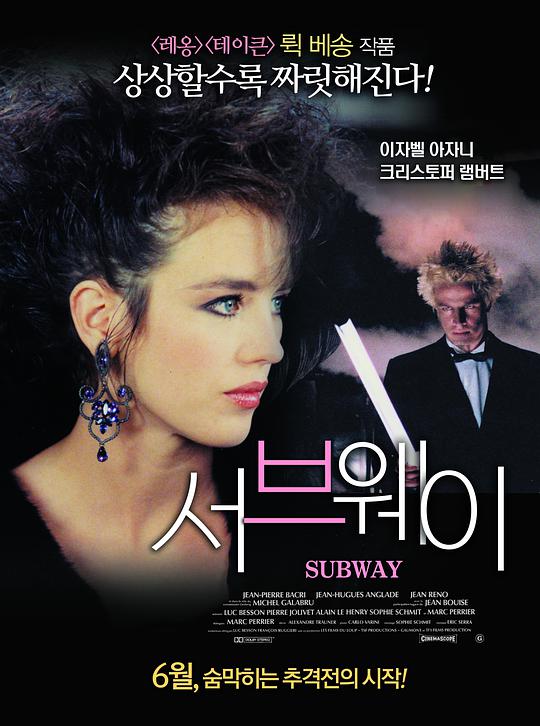 <레옹><테이큰> 뤽 베송 작품
상상할수록 짜릿해진다!
이자벨 아자니
크리스토퍼 램버트
서브웨이
SUBWAY
JEAN-PIERRE BACRI JEAN-HUGUES ANGLADE JEAN RENO
MICHEL GALABRU JEAN BOUISE
LUC BESSON PIERRE JOLIVET ALAIN LE HENRY SOPHIE SCHMIT MARC PERRIER
MARC PERRIER ALEXANDRE TRAUNER CARLO VARINI SOPHIE SCHMIT ERIC SERRA
LUC BESSON FRANÇOIS RUGGIERI LES FILMS DU LOUP - TSF PRODUCTIONS - GAUMONT TF1 FILMS PRODUCTION
DOLBY STEREO CINEMASCOPE G
6월, 숨막히는 추격전의 시작!